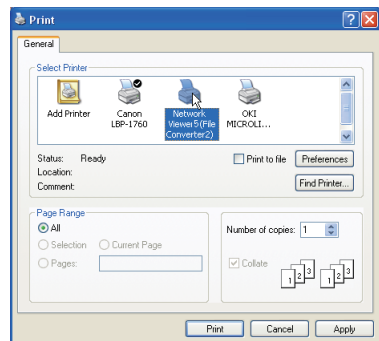 Print
General
Select Printer
Add Printer
Canon
LBP-1760
Network
Viewer5(File
Converter2)
OKI
MICROLI...
Status: Ready
Location:
Comment:
Print to file
Preferences
Find Printer...
Page Range
All
Selection
Current Page
Pages:
Number of copies: 1
Collate
1 2 3
1 2 3
Print
Cancel
Apply